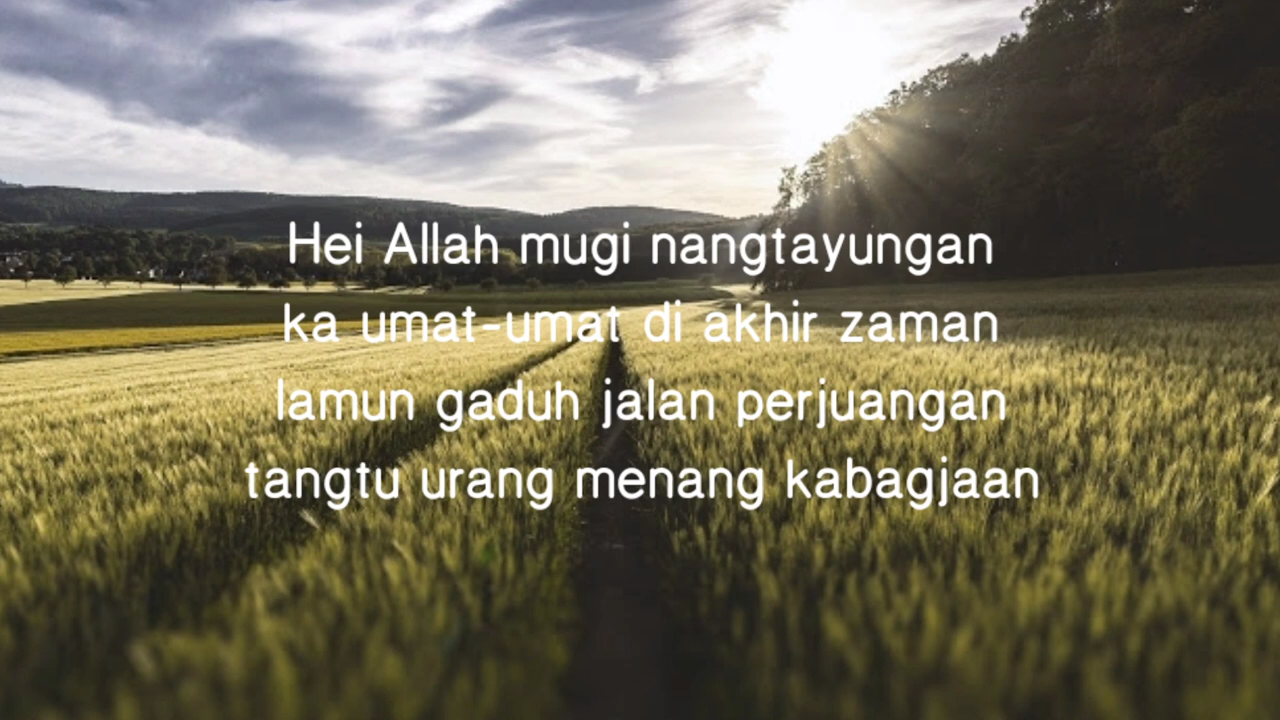 Hei Allah mugi nangtayungan
ka umat-umat di akhir zaman
lamun gaduh jalan perjuangan
tangtu urang menang kabagjaan